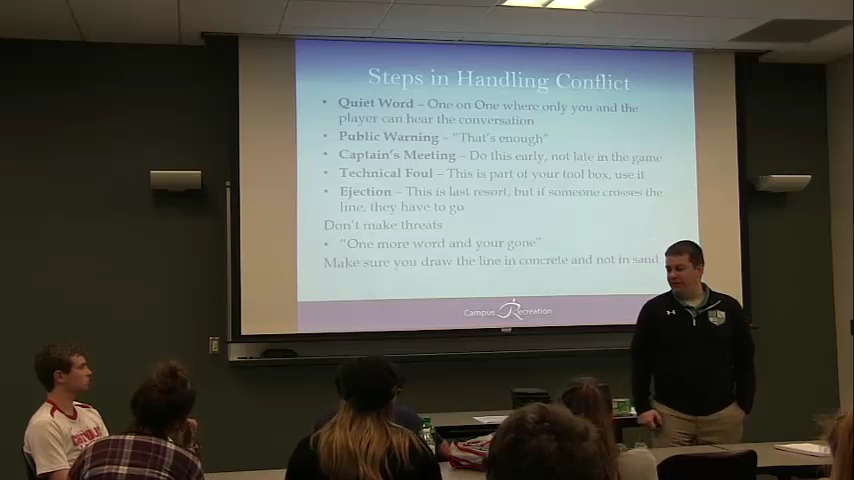 Steps in Handling Conflict
• Quiet Word – One on One where only you and the
player can hear the conversation
• Public Warning – "That's enough"
• Captain's Meeting – Do this early, not late in the game
• Technical Foul – This is part of your tool box, use it
• Ejection – This is last resort, but if someone crosses the
line, they have to go
Don't make threats
• "One more word and your gone"
Make sure you draw the line in concrete and not in sand
Campus Recreation